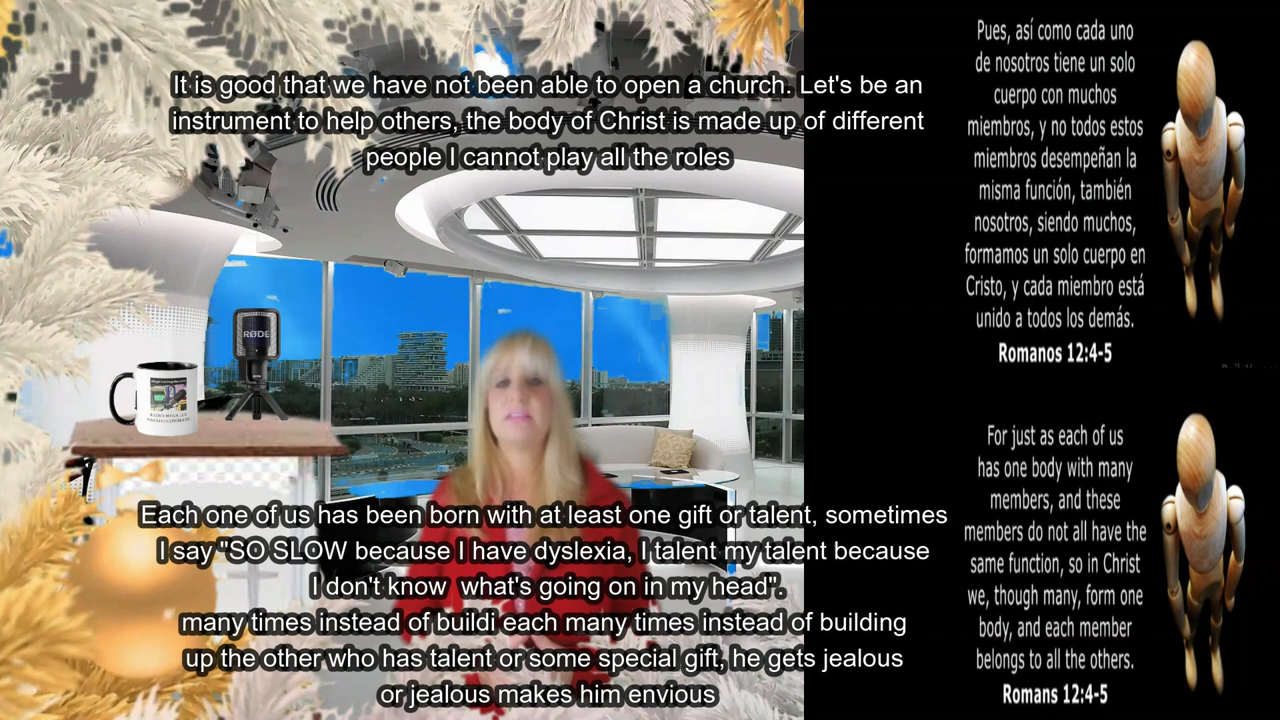 It is good that we have not been able to open a church. Let's be an
instrument to help others, the body of Christ is made up of different
people I cannot play all the roles
RØDE
Each one of us has been born with at least one gift or talent, sometimes
I say "SO SLOW because I have dyslexia, I talent my talent because
I don't know  what's going on in my head".
many times instead of buildi each many times instead of building
up the other who has talent or some special gift, he gets jealous
or jealous makes him envious
Pues, así como cada uno
de nosotros tiene un solo
cuerpo con muchos
miembros, y no todos estos
miembros desempeñan la
misma función, también
nosotros, siendo muchos,
formamos un solo cuerpo en
Cristo, y cada miembro está
unido a todos los demás.
Romanos 12:4-5
For just as each of us
has one body with many
members, and these
members do not all have the
same function, so in Christ
we, though many, form one
body, and each member
belongs to all the others.
Romans 12:4-5